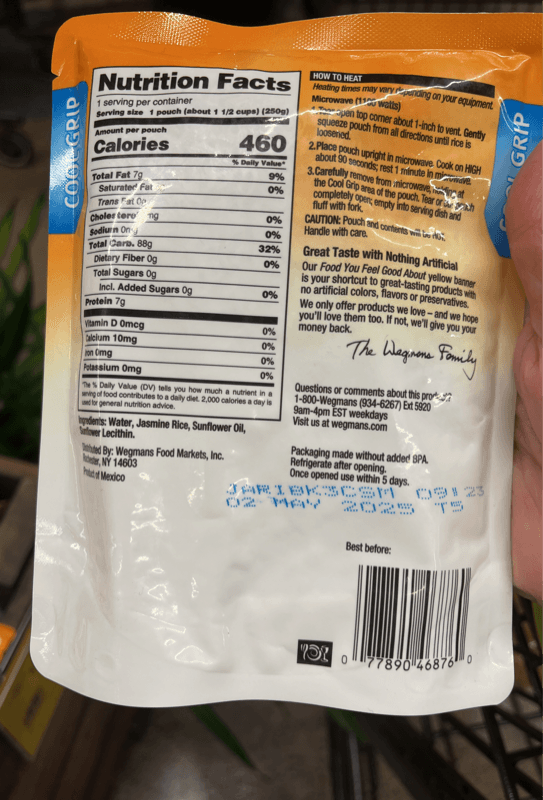 COOL GRIP
Nutrition Facts
1 serving per container
Serving size 1 pouch (about 1 1/2 cups) (250g)
Amount per pouch
Calories 460
% Daily Value*
Total Fat 7g 9%
Saturated Fat 0%
Trans Fat 0g
Cholesterol mg 0%
Sodium 0mg 0%
Total Carb. 88g 32%
Dietary Fiber 0g 0%
Total Sugars 0g
Incl. Added Sugars 0g 0%
Protein 7g
Vitamin D 0mcg 0%
Calcium 10mg 0%
Iron 0mg 0%
Potassium 0mg 0%
*The % Daily Value (DV) tells you how much a nutrient in a
serving of food contributes to a daily diet. 2,000 calories a day is
used for general nutrition advice.
Ingredients: Water, Jasmine Rice, Sunflower Oil,
Sunflower Lecithin.
Distributed By: Wegmans Food Markets, Inc.
Rochester, NY 14603
Product of Mexico
HOW TO HEAT
Heating times may vary depending on your equipment.
Microwave (1100 watts)
1. Tear open top corner about 1-inch to vent. Gently
squeeze pouch from all directions until rice is
loosened.
2. Place pouch upright in microwave. Cook on HIGH
about 90 seconds; rest 1 minute in microwave.
3. Carefully remove from microwave, at
the Cool Grip area of the pouch. Tear or pouch
completely open; empty into serving dish and
fluff with fork.
CAUTION: Pouch and contents will be HOT.
Handle with care.
Great Taste with Nothing Artificial
Our Food You Feel Good About yellow banner
is your shortcut to great-tasting products with
no artificial colors, flavors or preservatives.
We only offer products we love – and we hope
you'll love them too. If not, we'll give you your
money back.
The Wegmans Family
Questions or comments about this product?
1-800-Wegmans (934-6267) Ext 5920
9am-4pm EST weekdays
Visit us at wegmans.com
Packaging made without added BPA.
Refrigerate after opening.
Once opened use within 5 days.
JAR1BK3CSM 09:23
02 MAY 2025 T5
Best before:
0 77890 46876 0
COOL GRIP